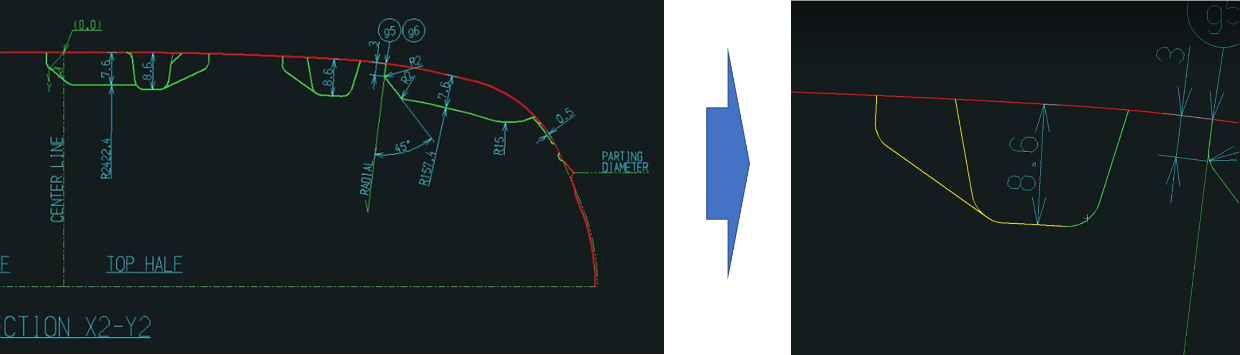 (0.0)
g5
g6
3
R2
R2
7.6
8.6
8.6
7.6
0.5
R15
45°
R157.4
R2422.4
RADIAL
CENTER LINE
PARTING
DIAMETER
F
TOP HALF
CTION X2-Y2
g5
3
8.6